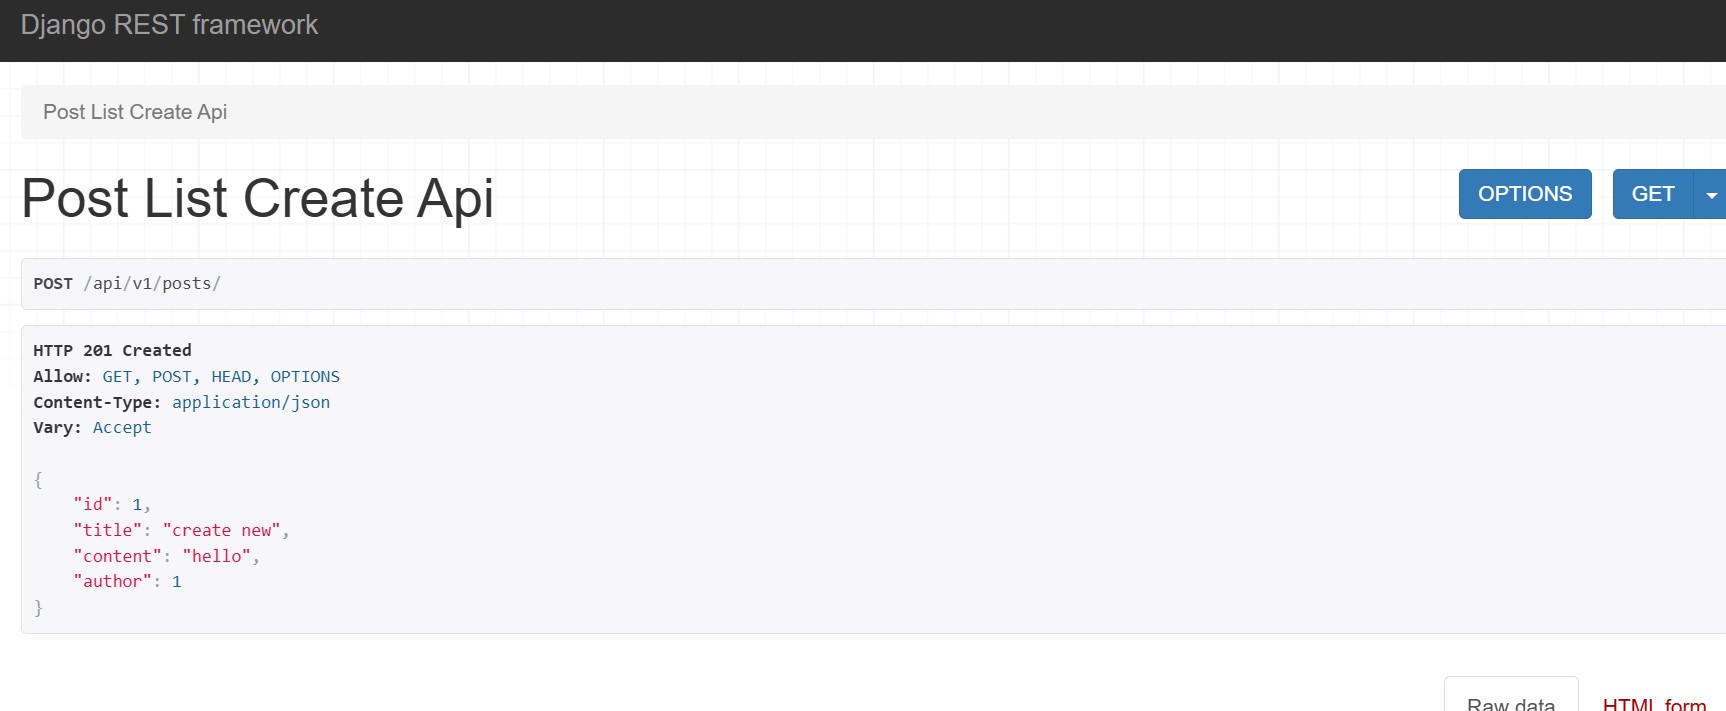 Django REST framework
Post List Create Api
Post List Create Api
OPTIONS
GET
POST /api/v1/posts/
HTTP 201 Created
Allow: GET, POST, HEAD, OPTIONS
Content-Type: application/json
Vary: Accept
{
    "id": 1,
    "title": "create new",
    "content": "hello",
    "author": 1
}
Raw data
HTML form